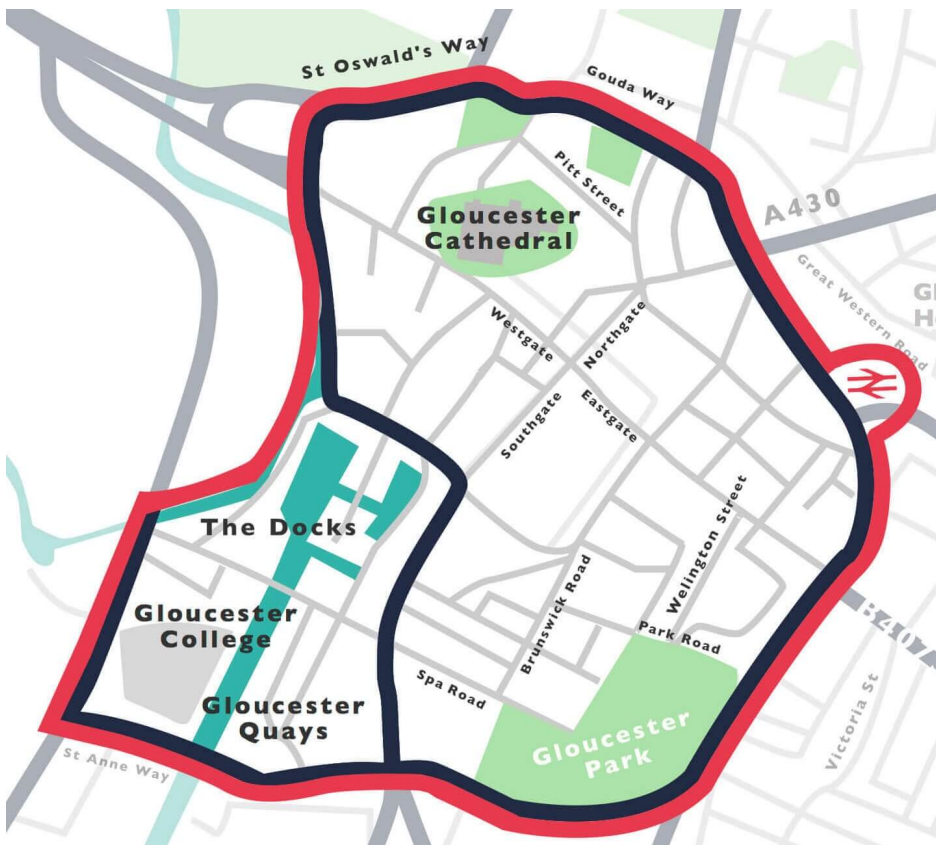 St Oswald's Way
Gouda Way
Pitt Street
A430
Gloucester
Cathedral
Great Western Road
Westgate
Northgate
Eastgate
Southgate
The Docks
Welington Street
Gloucester
College
Brunswick Road
Park Road
Spa Road
Gloucester
Quays
Gloucester
Park
Victoria St
St Anne Way